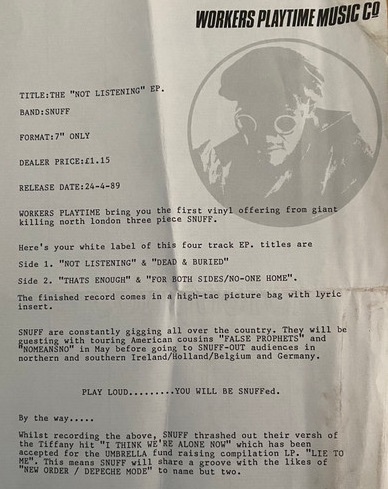 WORKERS PLAYTIME MUSIC Cº
TITLE:THE "NOT LISTENING" EP.
BAND:SNUFF
FORMAT:7" ONLY
DEALER PRICE:£1.15
RELEASE DATE:24-4-89
WORKERS PLAYTIME bring you the first vinyl offering from giant
killing north london three piece SNUFF.
Here's your white label of this four track EP. titles are
Side 1. "NOT LISTENING" & "DEAD & BURIED"
Side 2. "THATS ENOUGH" & "FOR BOTH SIDES/NO-ONE HOME".
The finished record comes in a high-tac picture bag with lyric
insert.
SNUFF are constantly gigging all over the country. They will be
guesting with touring American cousins "FALSE PROPHETS" and
"NOMEANSNO" in May before going to SNUFF-OUT audiences in
northern and southern Ireland/Holland/Belgium and Germany.
PLAY LOUD.........YOU WILL BE SNUFFed.
By the way.....
Whilst recording the above, SNUFF thrashed out their versh of
the Tiffany hit "I THINK WE'RE ALONE NOW" which has been
accepted for the UMBRELLA fund raising compilation LP. "LIE TO
ME". This means SNUFF will share a groove with the likes of
"NEW ORDER / DEPECHE MODE" to name but two.